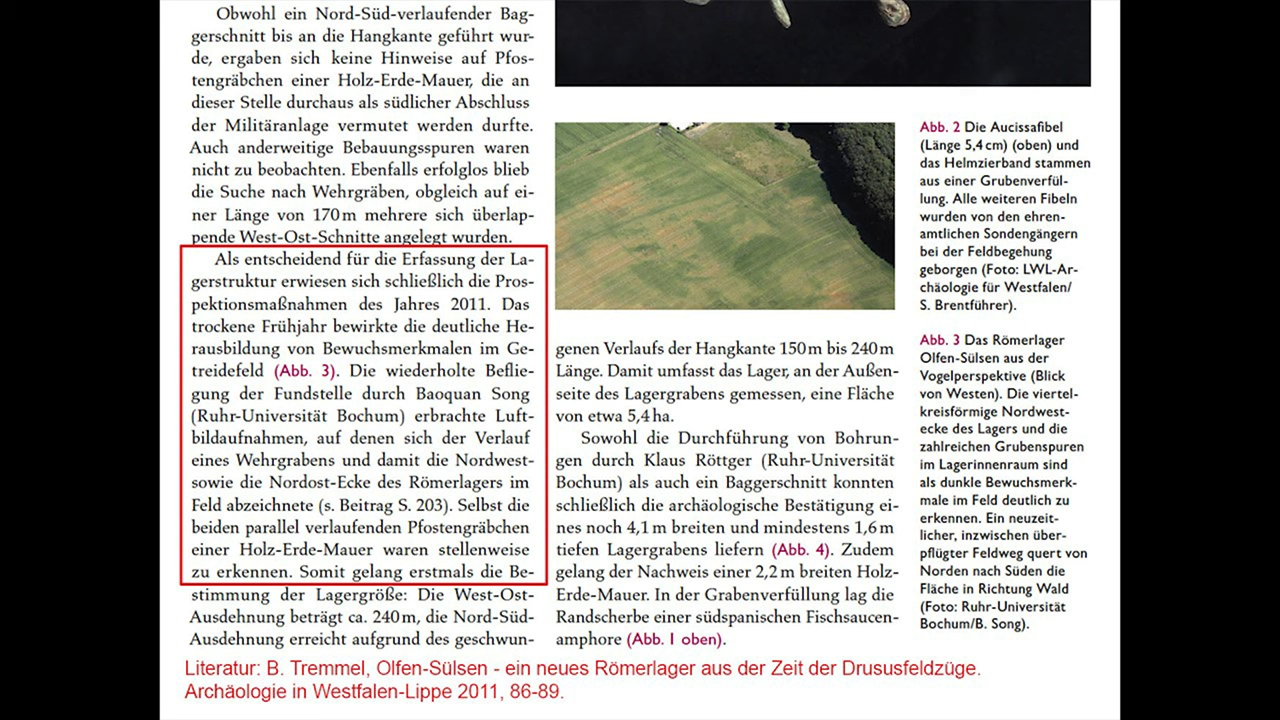 Obwohl ein Nord-Süd-verlaufender Bag-
gerschnitt bis an die Hangkante geführt wur-
de, ergaben sich keine Hinweise auf Pfos-
tengräbchen einer Holz-Erde-Mauer, die an
dieser Stelle durchaus als südlicher Abschluss
der Militäranlage vermutet werden durfte.
Auch anderweitige Bebauungsspuren waren
nicht zu beobachten. Ebenfalls erfolglos blieb
die Suche nach Wehrgräben, obgleich auf ei-
ner Länge von 170 m mehrere sich überlap-
pende West-Ost-Schnitte angelegt wurden.
Als entscheidend für die Erfassung der La-
gerstruktur erwiesen sich schließlich die Pros-
pektionsmaßnahmen des Jahres 2011. Das
trockene Frühjahr bewirkte die deutliche He-
rausbildung von Bewuchsmerkmalen im Ge-
treidefeld (Abb. 3). Die wiederholte Beflie-
gung der Fundstelle durch Baoquan Song
(Ruhr-Universität Bochum) erbrachte Luft-
bildaufnahmen, auf denen sich der Verlauf
eines Wehrgrabens und damit die Nordwest-
sowie die Nordost-Ecke des Römerlagers im
Feld abzeichnete (s. Beitrag S. 203). Selbst die
beiden parallel verlaufenden Pfostengräbchen
einer Holz-Erde-Mauer waren stellenweise
zu erkennen. Somit gelang erstmals die Be-
stimmung der Lagergröße: Die West-Ost-
Ausdehnung beträgt ca. 240 m, die Nord-Süd-
Ausdehnung erreicht aufgrund des geschwun-
genen Verlaufs der Hangkante 150 m bis 240 m
Länge. Damit umfasst das Lager, an der Außen-
seite des Lagergrabens gemessen, eine Fläche
von etwa 5,4 ha.
Sowohl die Durchführung von Bohrun-
gen durch Klaus Röttger (Ruhr-Universität
Bochum) als auch ein Baggerschnitt konnten
schließlich die archäologische Bestätigung ei-
nes noch 4,1 m breiten und mindestens 1,6 m
tiefen Lagergrabens liefern (Abb. 4). Zudem
gelang der Nachweis einer 2,2 m breiten Holz-
Erde-Mauer. In der Grabenverfüllung lag die
Randscherbe einer südspanischen Fischsaucen-
amphore (Abb. 1 oben).
Abb. 2 Die Aucissafibel
(Länge 5,4 cm) (oben) und
das Helmzierband stammen
aus einer Grubenverfül-
lung. Alle weiteren Fibeln
wurden von den ehren-
amtlichen Sondengängern
bei der Feldbegehung
geborgen (Foto: LWL-Ar-
chäologie für Westfalen/
S. Brentführer).
Abb. 3 Das Römerlager
Olfen-Sülsen aus der
Vogelperspektive (Blick
von Westen). Die viertel-
kreisförmige Nordwest-
ecke des Lagers und die
zahlreichen Grubenspuren
im Lagerinnenraum sind
als dunkle Bewuchsmerk-
male im Feld deutlich zu
erkennen. Ein neuzeit-
licher, inzwischen über-
pflügter Feldweg quert von
Norden nach Süden die
Fläche in Richtung Wald
(Foto: Ruhr-Universität
Bochum/B. Song).
Literatur: B. Tremmel, Olfen-Sülsen - ein neues Römerlager aus der Zeit der Drususfeldzüge.
Archäologie in Westfalen-Lippe 2011, 86-89.